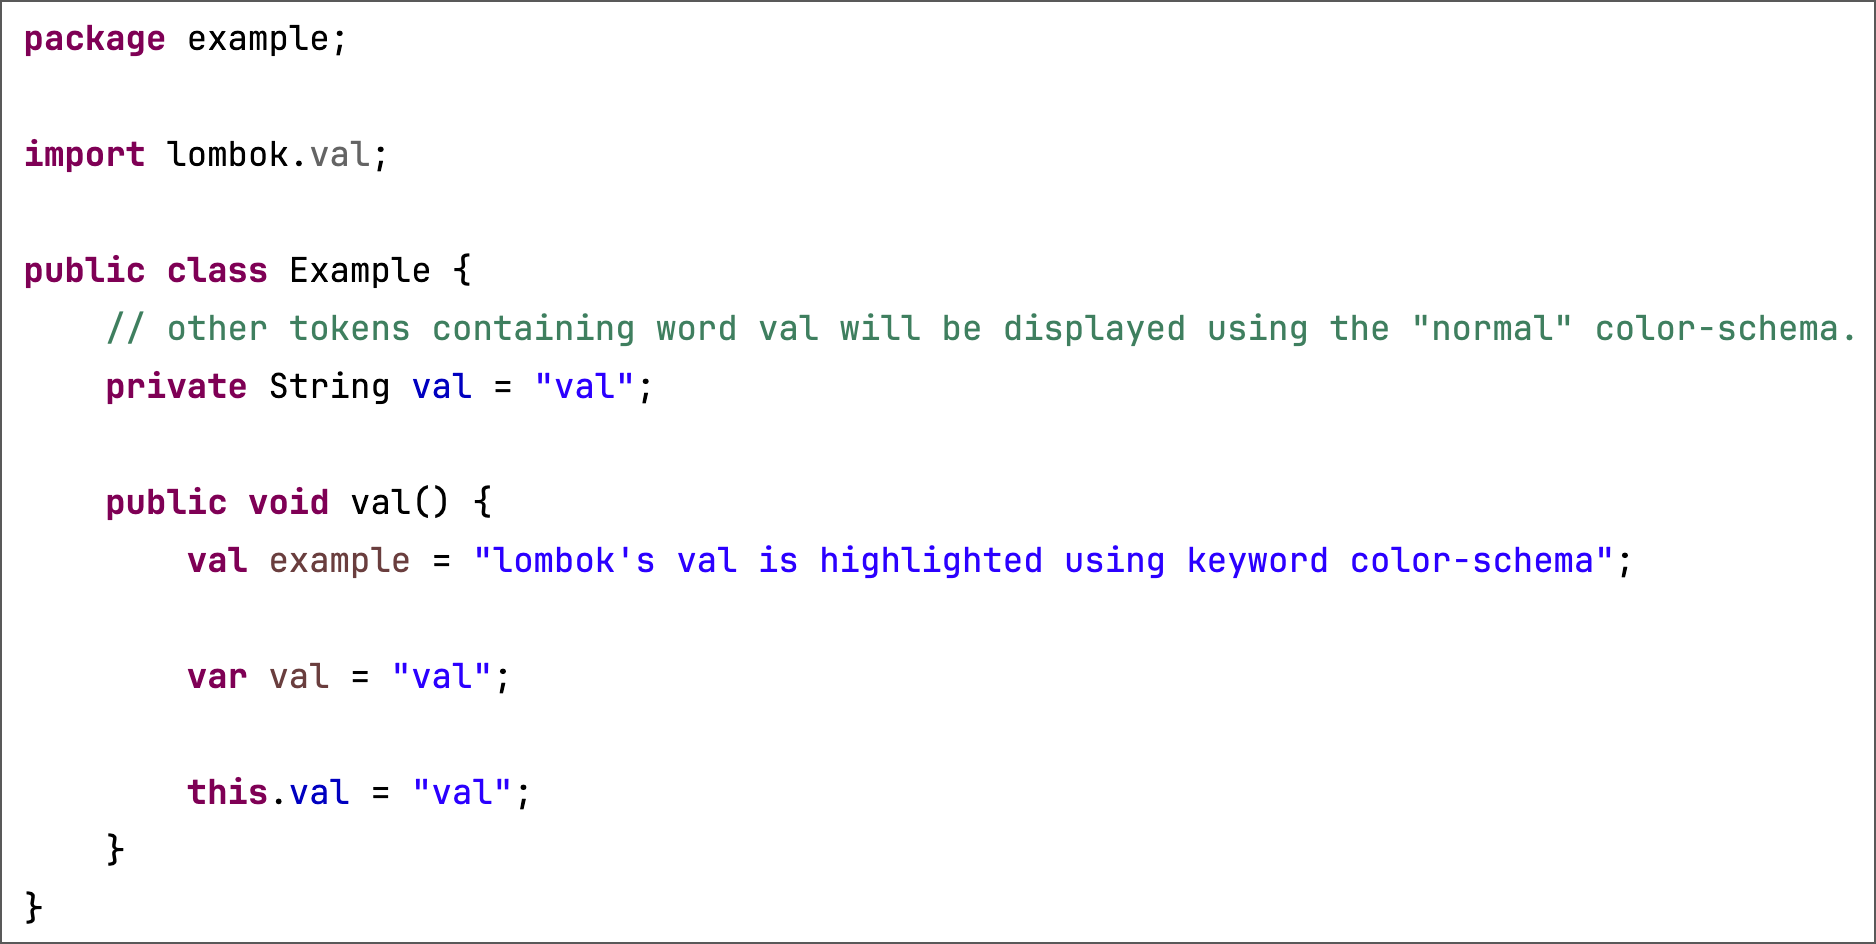 package example;
import lombok.val;
public class Example {
// other tokens containing word val will be displayed using the "normal" color-schema.
private String val = "val";
public void val() {
val example = "lombok's val is highlighted using keyword color-schema";
var val = "val";
this.val = "val";
}
}